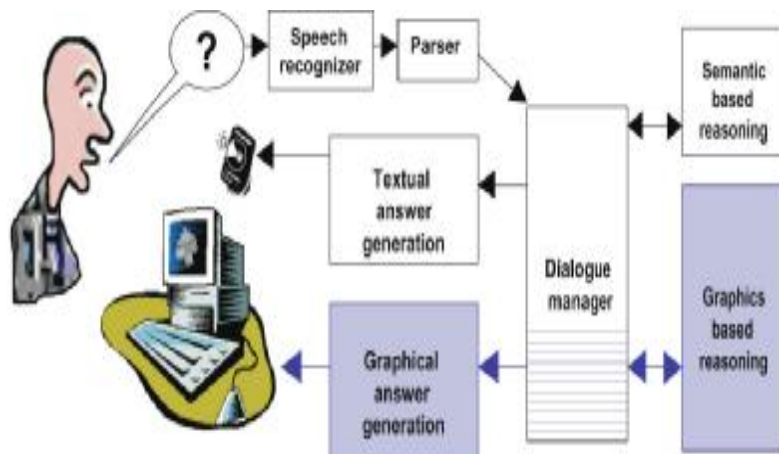 ?
Speech
recognizer
Parser
Semantic
based
reasoning
Textual
answer
generation
Dialogue
manager
Graphics
based
reasoning
Graphical
answer
generation